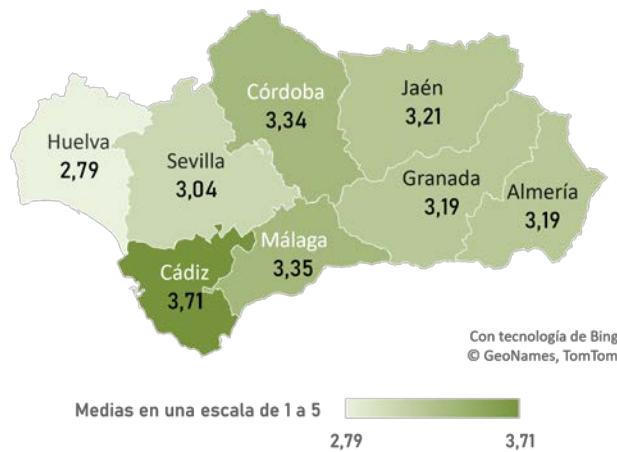 Córdoba
3,34
Jaén
3,21
Huelva
2,79
Sevilla
3,04
Granada
3,19
Almería
3,19
Málaga
3,35
Cádiz
3,71
Con tecnología de Bing
© GeoNames, TomTom
Medias en una escala de 1 a 5
2,79
3,71